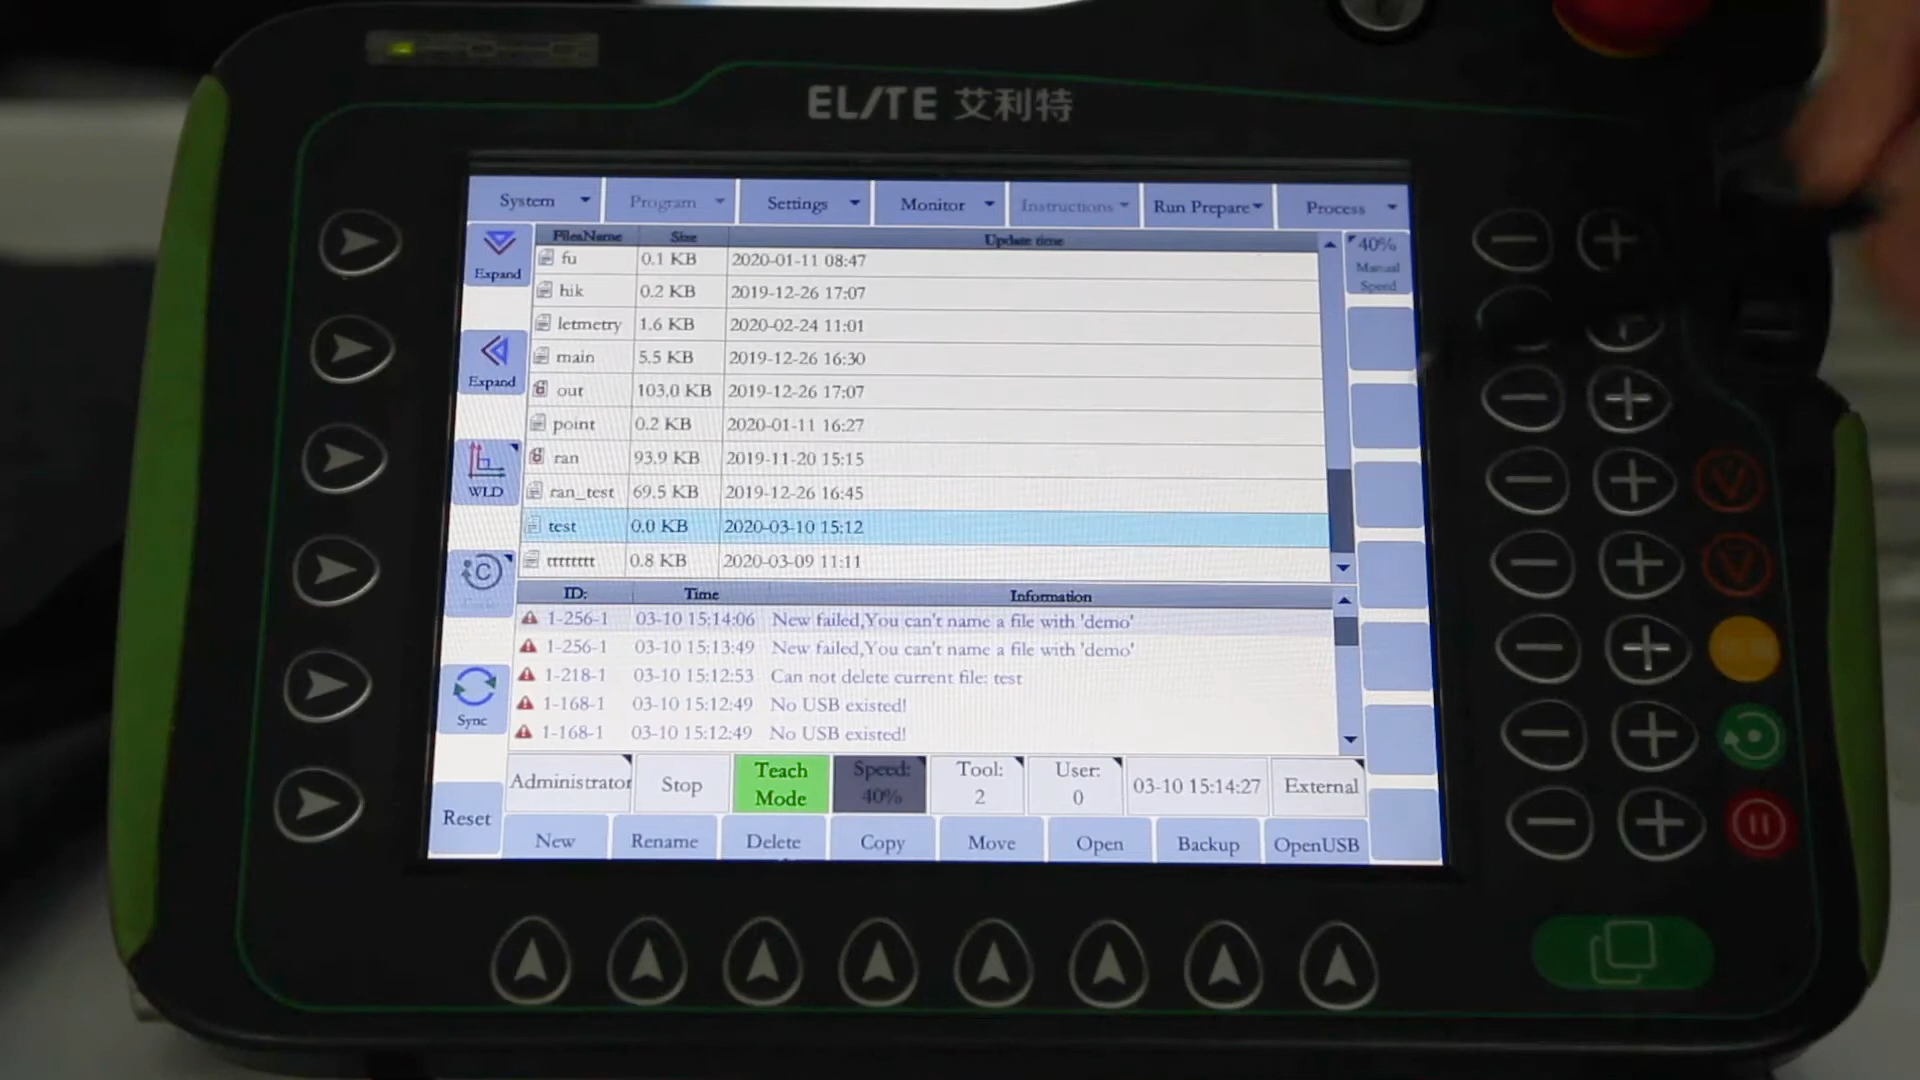 ELITE 艾利特
System Program Settings Monitor Instructions Run Prepare Process
FilesName Size Update time
fu 0.1 KB 2020-01-11 08:47
hik 0.2 KB 2019-12-26 17:07
letmetry 1.6 KB 2020-02-24 11:01
main 5.5 KB 2019-12-26 16:30
out 103.0 KB 2019-12-26 17:07
point 0.2 KB 2020-01-11 16:27
ran 93.9 KB 2019-11-20 15:15
ran_test 69.5 KB 2019-12-26 16:45
test 0.0 KB 2020-03-10 15:12
rrrrrrrr 0.8 KB 2020-03-09 11:11
Expand
Expand
WLD
C
Sync
Reset
40%
Manual
Speed
ID: Time Information
1-256-1 03-10 15:14:06 New failed,You can't name a file with 'demo'
1-256-1 03-10 15:13:49 New failed,You can't name a file with 'demo'
1-218-1 03-10 15:12:53 Can not delete current file: test
1-168-1 03-10 15:12:49 No USB existed!
1-168-1 03-10 15:12:49 No USB existed!
Administrator Stop Teach Mode Speed: 40% Tool: 2 User: 0 03-10 15:14:27 External
New Rename Delete Copy Move Open Backup OpenUSB